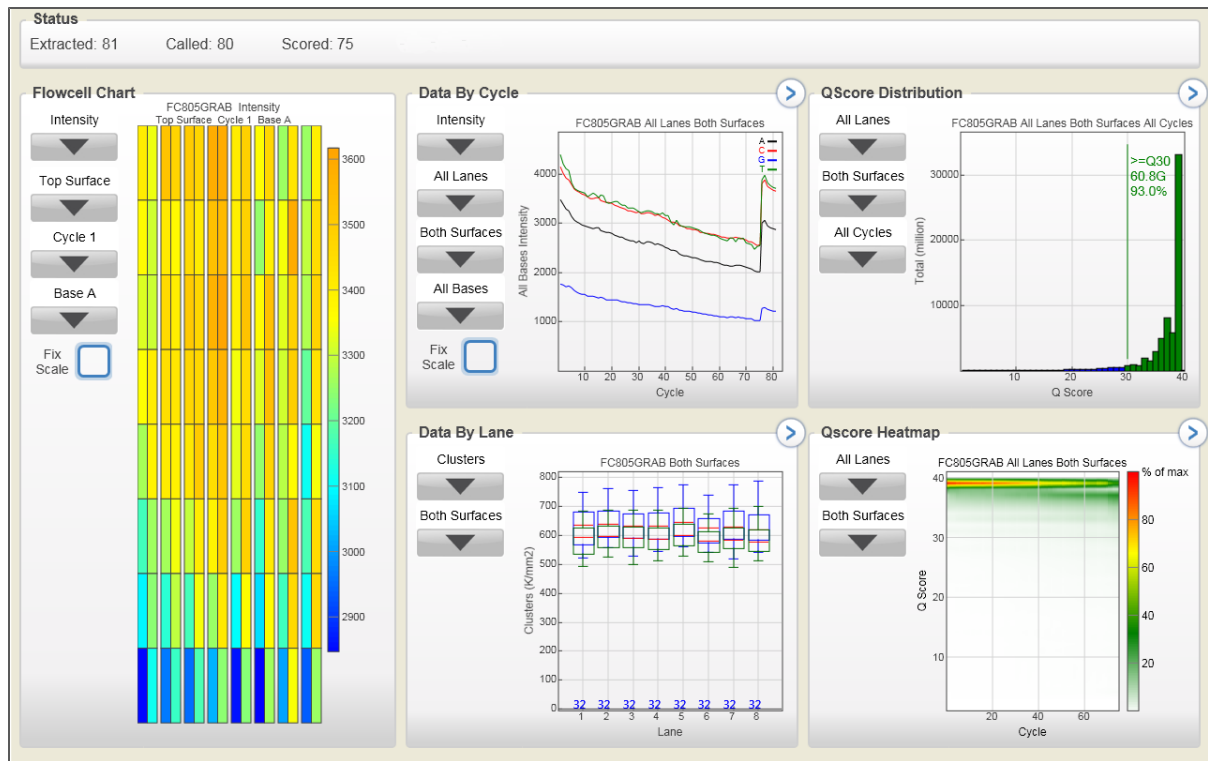 Status
Extracted: 81 Called: 80 Scored: 75
Flowcell Chart
Intensity
Top Surface
Cycle 1
Base A
Fix
Scale
FC805GRAB Intensity
Top Surface Cycle 1 Base A
3600
3500
3400
3300
3200
3100
3000
2900
Data By Cycle
Intensity
All Lanes
Both Surfaces
All Bases
Fix
Scale
FC805GRAB All Lanes Both Surfaces
A
C
G
T
All Bases Intensity
4000
3000
2000
1000
10 20 30 40 50 60 70 80
Cycle
QScore Distribution
All Lanes
Both Surfaces
All Cycles
FC805GRAB All Lanes Both Surfaces All Cycles
>=Q30
60.8G
93.0%
Total (million)
30000
20000
10000
10 20 30 40
Q Score
Data By Lane
Clusters
Both Surfaces
FC805GRAB Both Surfaces
Clusters (K/mm2)
800
700
600
500
400
300
200
100
0
32 32 32 32 32 32 32 32
1 2 3 4 5 6 7 8
Lane
Qscore Heatmap
All Lanes
Both Surfaces
FC805GRAB All Lanes Both Surfaces
Q Score
40
30
20
10
20 40 60
Cycle
% of max
80
60
40
20